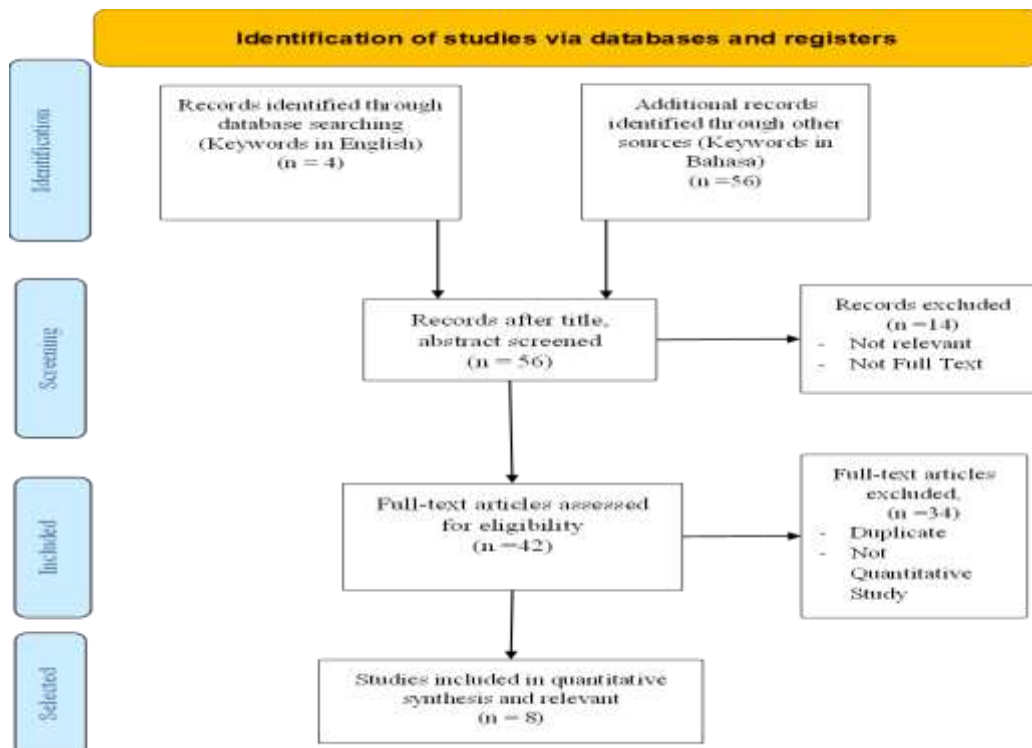 Identification of studies via databases and registers
Identification
Records identified through
database searching
(Keywords in English)
(n = 4)
Additional records
identified through other
sources (Keywords in
Bahasa)
(n =56)
Screening
Records after title,
abstract screened
(n = 56)
Records excluded
(n =14)
- Not relevant
- Not Full Text
Included
Full-text articles assessed
for eligibility
(n =42)
Full-text articles
excluded,
(n =34)
- Duplicate
- Not
Quantitative
Study
Selected
Studies included in quantitative
synthesis and relevant
(n = 8)